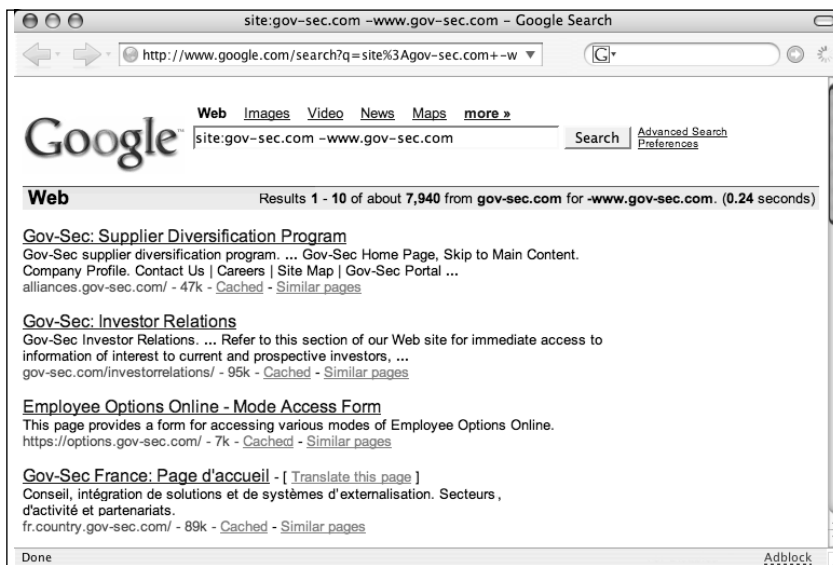 site:gov-sec.com -www.gov-sec.com - Google Search
http://www.google.com/search?q=site%3Agov-sec.com+-w
G
Web Images Video News Maps more »
Google™
site:gov-sec.com -www.gov-sec.com Search Advanced Search
Preferences
Web Results 1 - 10 of about 7,940 from gov-sec.com for -www.gov-sec.com. (0.24 seconds)
Gov-Sec: Supplier Diversification Program
Gov-Sec supplier diversification program. ... Gov-Sec Home Page, Skip to Main Content.
Company Profile. Contact Us | Careers | Site Map | Gov-Sec Portal ...
alliances.gov-sec.com/ - 47k - Cached - Similar pages
Gov-Sec: Investor Relations
Gov-Sec Investor Relations. ... Refer to this section of our Web site for immediate access to
information of interest to current and prospective investors, ...
gov-sec.com/investorrelations/ - 95k - Cached - Similar pages
Employee Options Online - Mode Access Form
This page provides a form for accessing various modes of Employee Options Online.
https://options.gov-sec.com/ - 7k - Cached - Similar pages
Gov-Sec France: Page d'accueil - [ Translate this page ]
Conseil, intégration de solutions et de systèmes d'externalisation. Secteurs,
d'activité et partenariats.
fr.country.gov-sec.com/ - 89k - Cached - Similar pages
Done Adblock